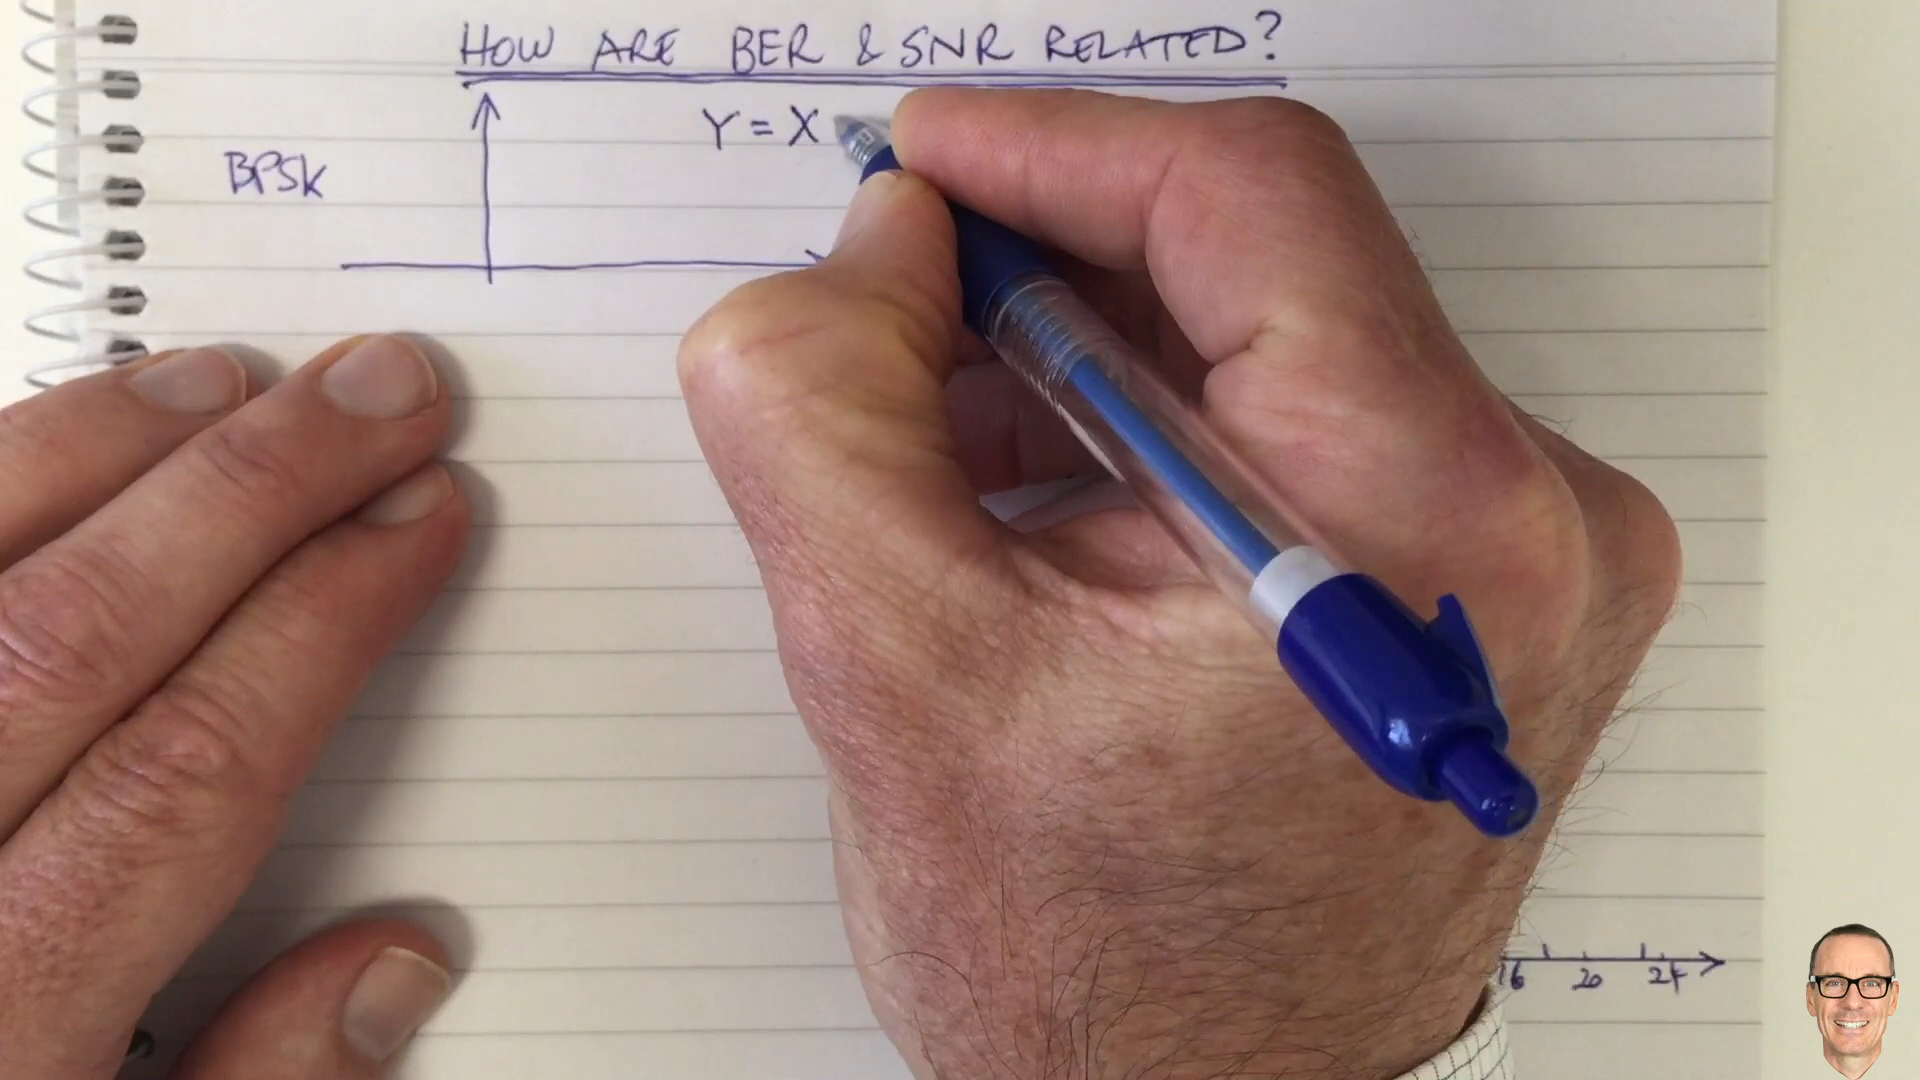 HOW ARE BER & SNR RELATED?
Y = X
BPSK
16 20 24